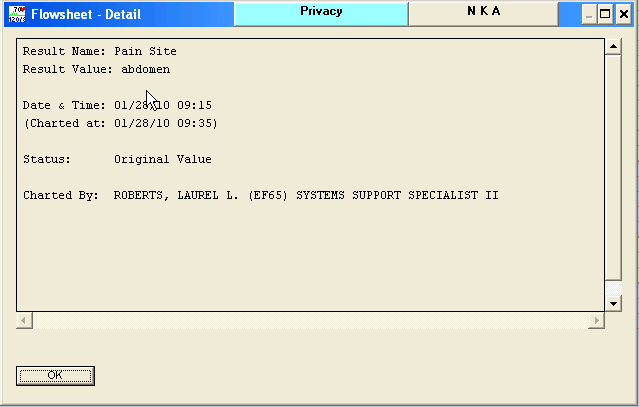 Flowsheet - Detail
Privacy
N K A
Result Name: Pain Site
Result Value: abdomen
Date & Time: 01/28/10 09:15
(Charted at: 01/28/10 09:35)
Status: Original Value
Charted By: ROBERTS, LAUREL L. (EF65) SYSTEMS SUPPORT SPECIALIST II
OK